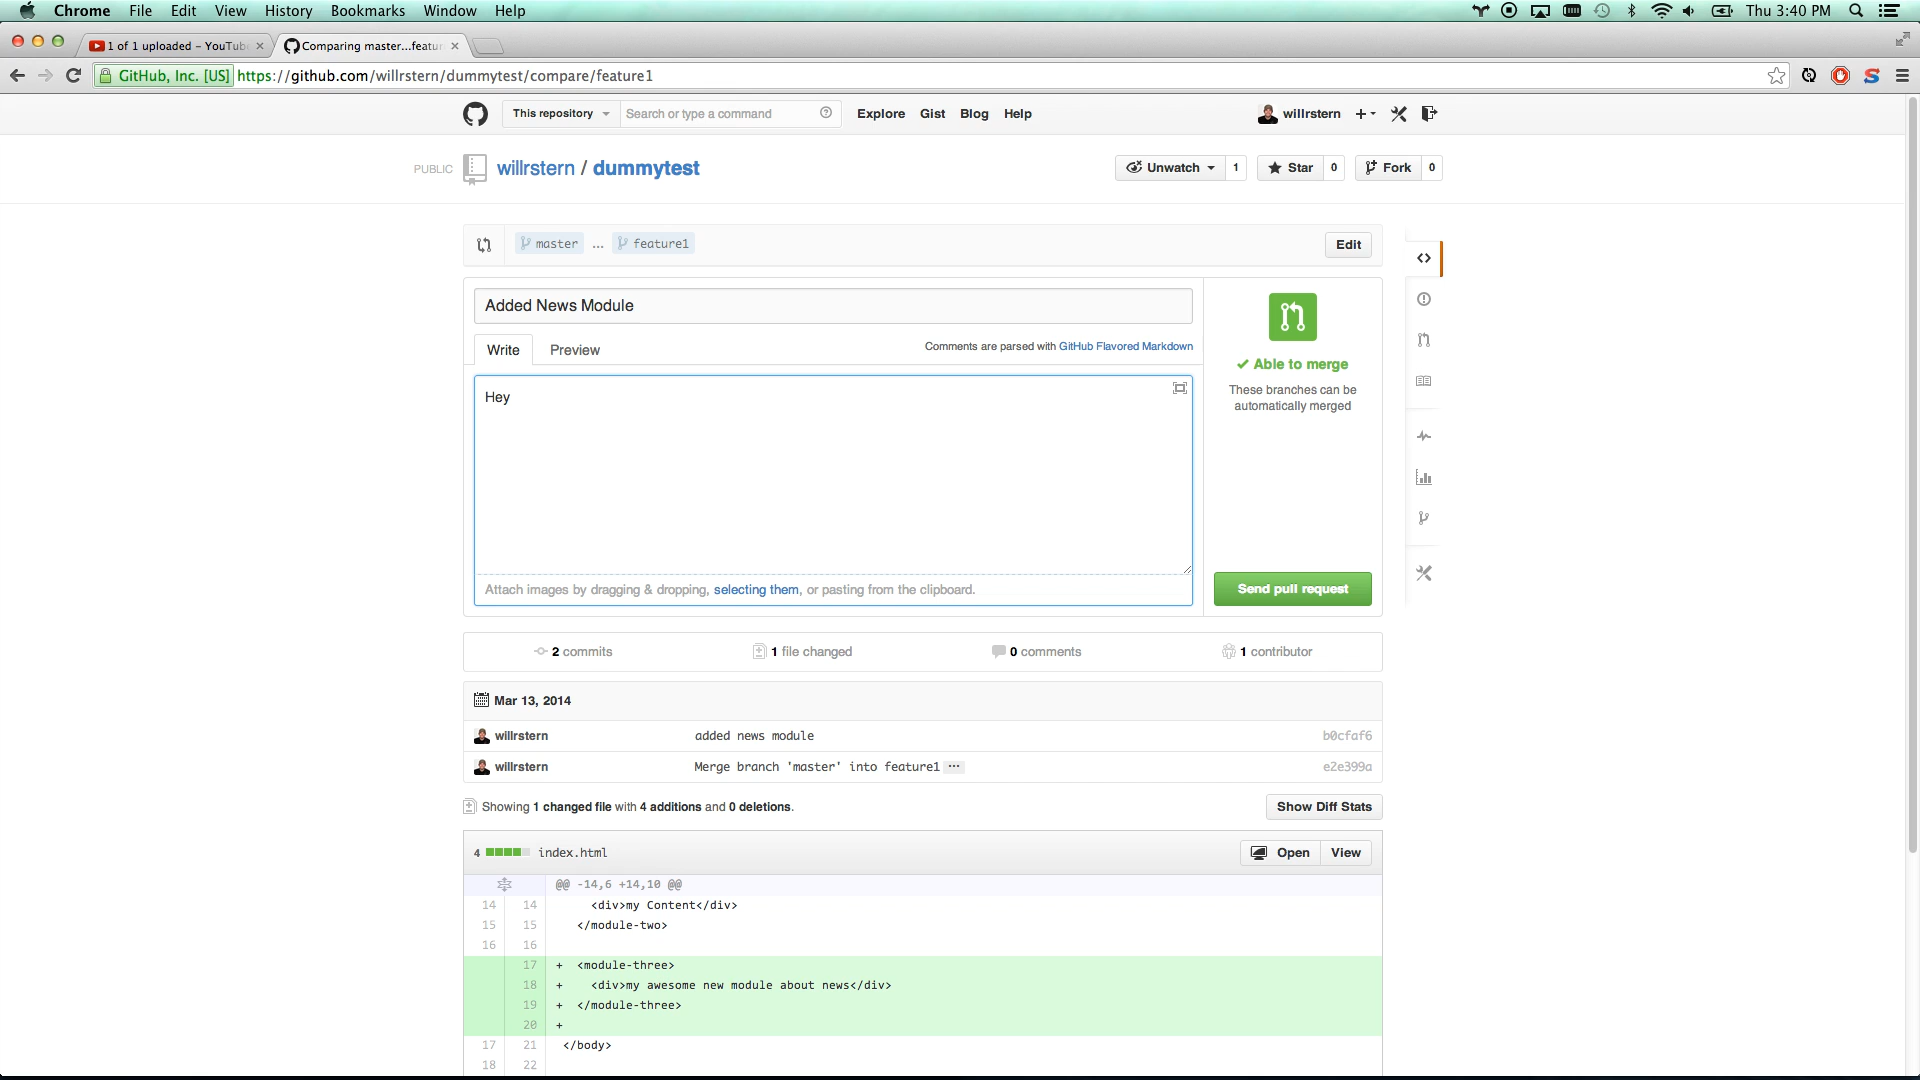 Chrome File Edit View History Bookmarks Window Help Thu 3:40 PM
1 of 1 uploaded - YouTube Comparing master...featur
GitHub, Inc. [US] https://github.com/willrstern/dummytest/compare/feature1
This repository Search or type a command Explore Gist Blog Help willrstern
PUBLIC willrstern / dummytest Unwatch 1 Star 0 Fork 0
master ... feature1 Edit
Added News Module
Write Preview Comments are parsed with GitHub Flavored Markdown
Able to merge
These branches can be
automatically merged
Hey
Attach images by dragging & dropping, selecting them, or pasting from the clipboard.
Send pull request
2 commits 1 file changed 0 comments 1 contributor
Mar 13, 2014
willrstern added news module b0cfaf6
willrstern Merge branch 'master' into feature1 ... e2e399a
Showing 1 changed file with 4 additions and 0 deletions. Show Diff Stats
4 index.html Open View
@@ -14,6 +14,10 @@
14 14 <div>my Content</div>
15 15 </module-two>
16 16
17 + <module-three>
18 + <div>my awesome new module about news</div>
19 + </module-three>
20 +
17 21 </body>
18 22